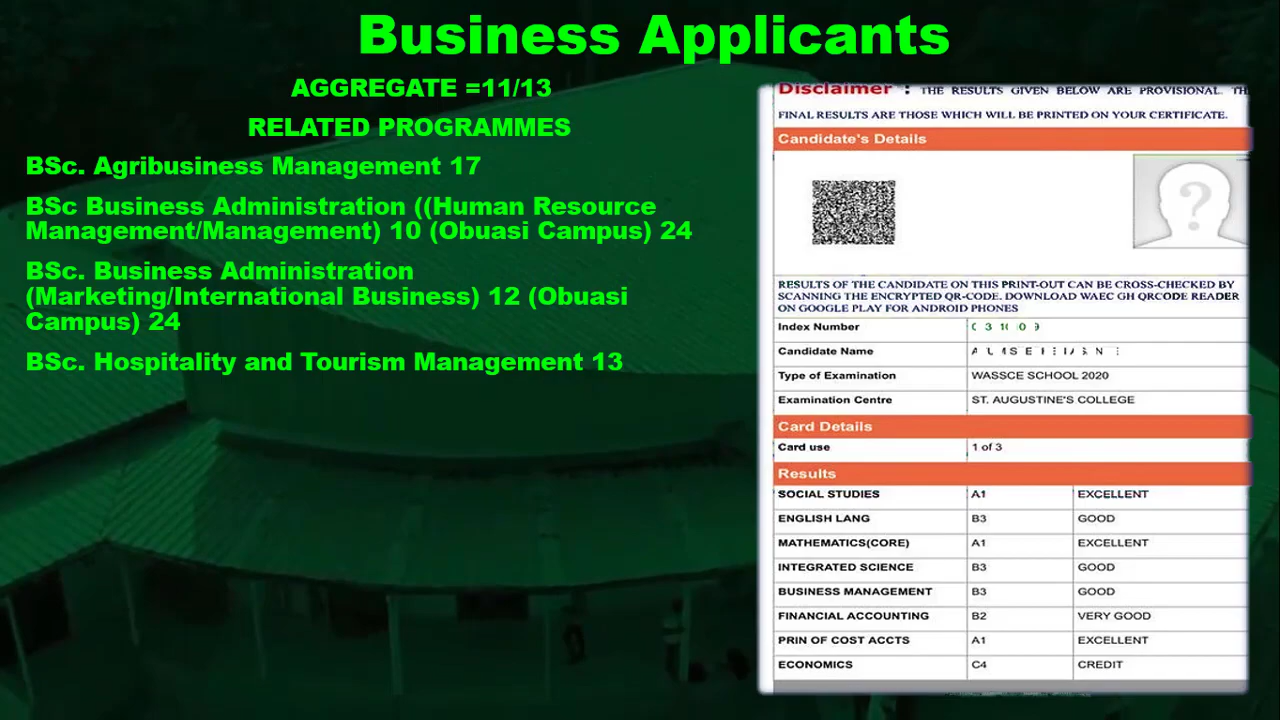 Business Applicants
AGGREGATE =11/13
RELATED PROGRAMMES
BSc. Agribusiness Management 17
BSc Business Administration ((Human Resource
Management/Management) 10 (Obuasi Campus) 24
BSc. Business Administration
(Marketing/International Business) 12 (Obuasi
Campus) 24
BSc. Hospitality and Tourism Management 13
Disclaimer : THE RESULTS GIVEN BELOW ARE PROVISIONAL.
FINAL RESULTS ARE THOSE WHICH WILL BE PRINTED ON YOUR CERTIFICATE.
Candidate's Details
RESULTS OF THE CANDIDATE ON THIS PRINT-OUT CAN BE CROSS-CHECKED BY
SCANNING THE ENCRYPTED QR-CODE. DOWNLOAD WAEC GH QRCODE READER
ON GOOGLE PLAY FOR ANDROID PHONES
Index Number
Candidate Name
Type of Examination WASSCE SCHOOL 2020
Examination Centre ST. AUGUSTINE'S COLLEGE
Card Details
Card use 1 of 3
Results
SOCIAL STUDIES A1 EXCELLENT
ENGLISH LANG B3 GOOD
MATHEMATICS(CORE) A1 EXCELLENT
INTEGRATED SCIENCE B3 GOOD
BUSINESS MANAGEMENT B3 GOOD
FINANCIAL ACCOUNTING B2 VERY GOOD
PRIN OF COST ACCTS A1 EXCELLENT
ECONOMICS C4 CREDIT